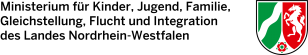 Ministerium für Kinder, Jugend, Familie,
Gleichstellung, Flucht und Integration
des Landes Nordrhein-Westfalen